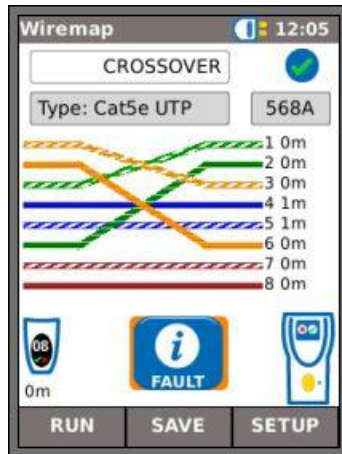 Wiremap 12:05
CROSSOVER
Type: Cat5e UTP 568A
1 0m
2 0m
3 0m
4 1m
5 1m
6 0m
7 0m
8 0m
08
i
FAULT
0m
RUN SAVE SETUP